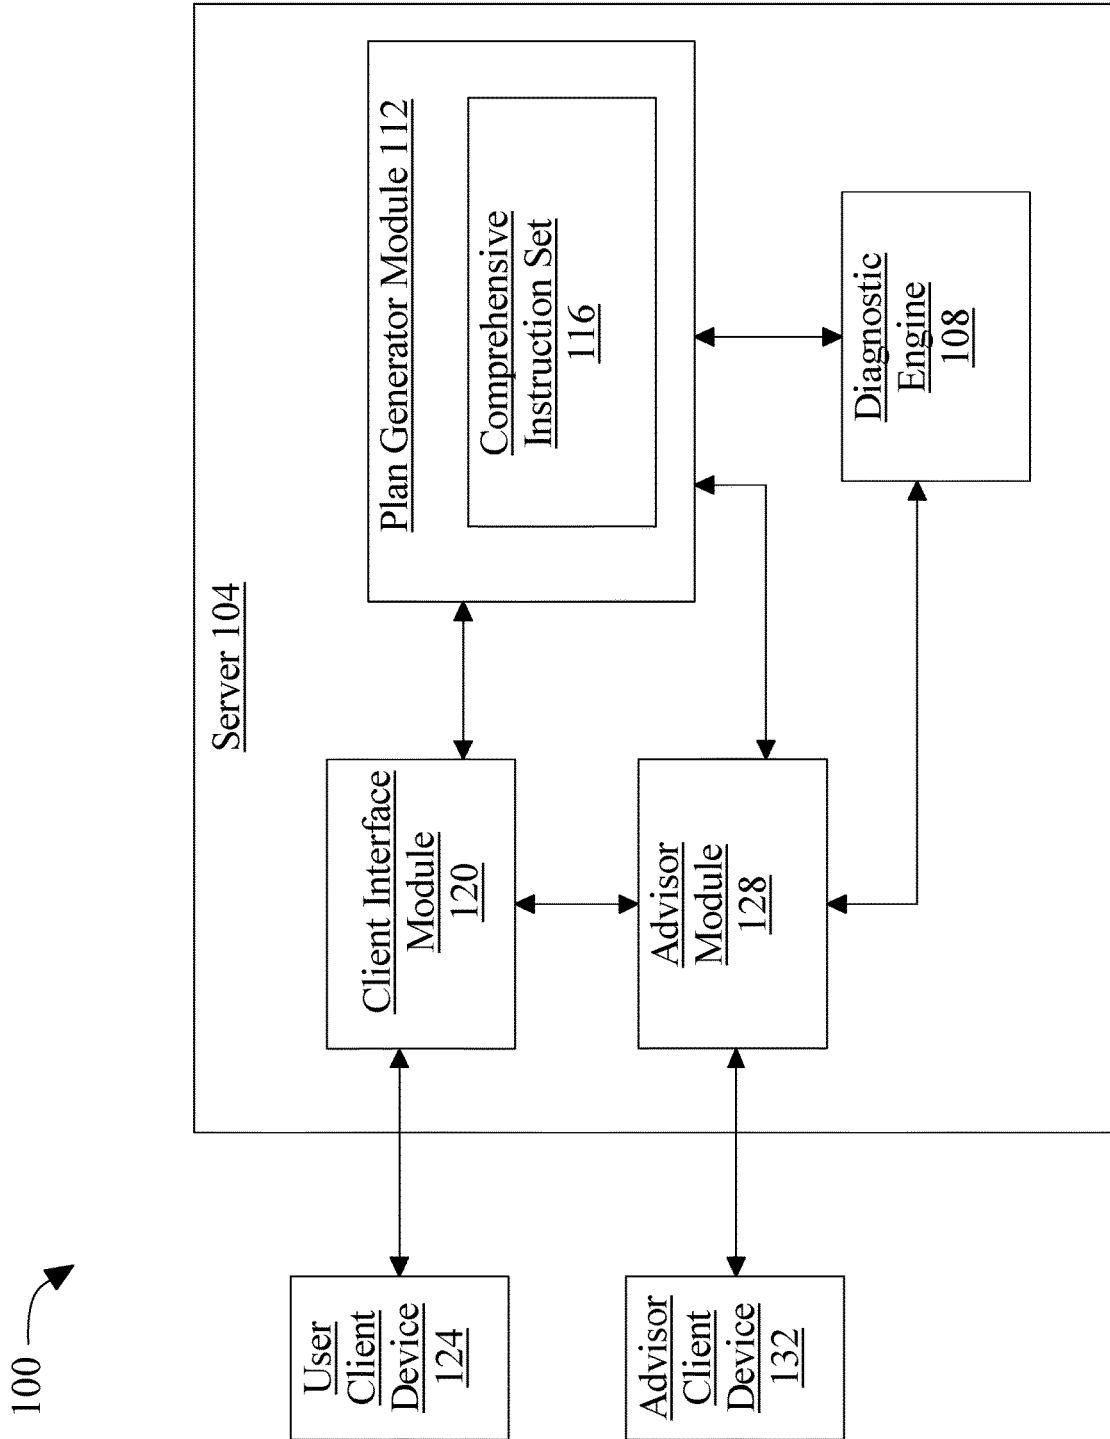 100
Server 104
Plan Generator Module 112
Comprehensive
Instruction Set
116
Client Interface
Module
120
User
Client
Device
124
Advisor
Module
128
Advisor
Client
Device
132
Diagnostic
Engine
108